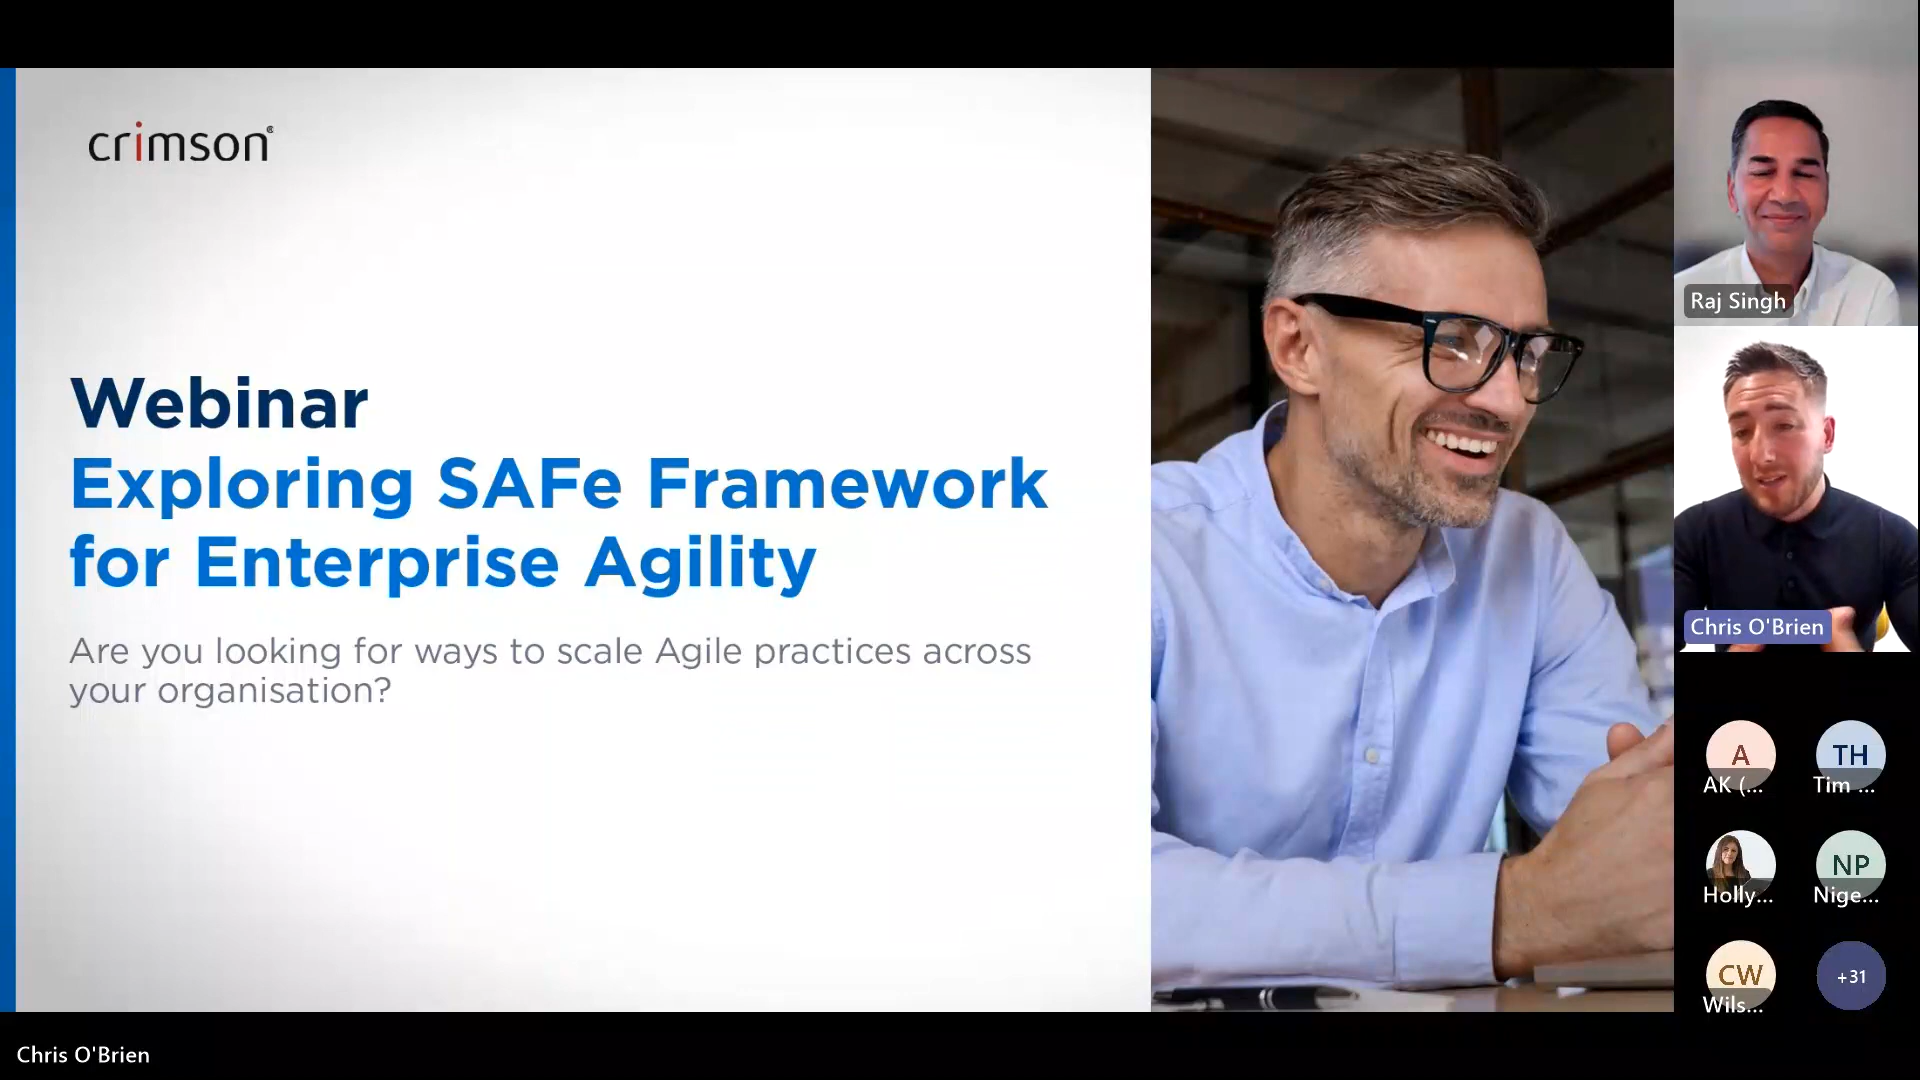 crimson
Webinar
Exploring SAFe Framework
for Enterprise Agility
Are you looking for ways to scale Agile practices across
your organisation?
Raj Singh
Chris O'Brien
A
AK (...
TH
Tim ...
Holly...
NP
Nige...
CW
Wils...
+31
Chris O'Brien